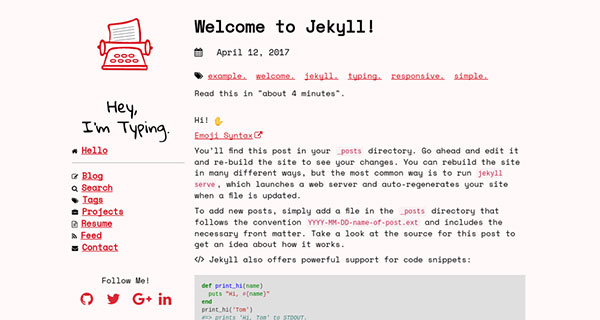 Hey,
I'm Typing.
Hello
Blog
Search
Tags
Projects
Resume
Feed
Contact
Follow Me!
Welcome to Jekyll!
April 12, 2017
example. welcome. jekyll. typing. responsive. simple.
Read this in "about 4 minutes".
Hi! ✋
Emoji Syntax
You'll find this post in your _posts directory. Go ahead and edit it
and re-build the site to see your changes. You can rebuild the site
in many different ways, but the most common way is to run jekyll
serve, which launches a web server and auto-regenerates your site
when a file is updated.
To add new posts, simply add a file in the _posts directory that
follows the convention YYYY-MM-DD-name-of-post.ext and includes the
necessary front matter. Take a look at the source for this post to
get an idea about how it works.
</> Jekyll also offers powerful support for code snippets:
def print_hi(name)
puts "Hi, #{name}"
end
print_hi('Tom')
#=> prints 'Hi, Tom' to STDOUT.